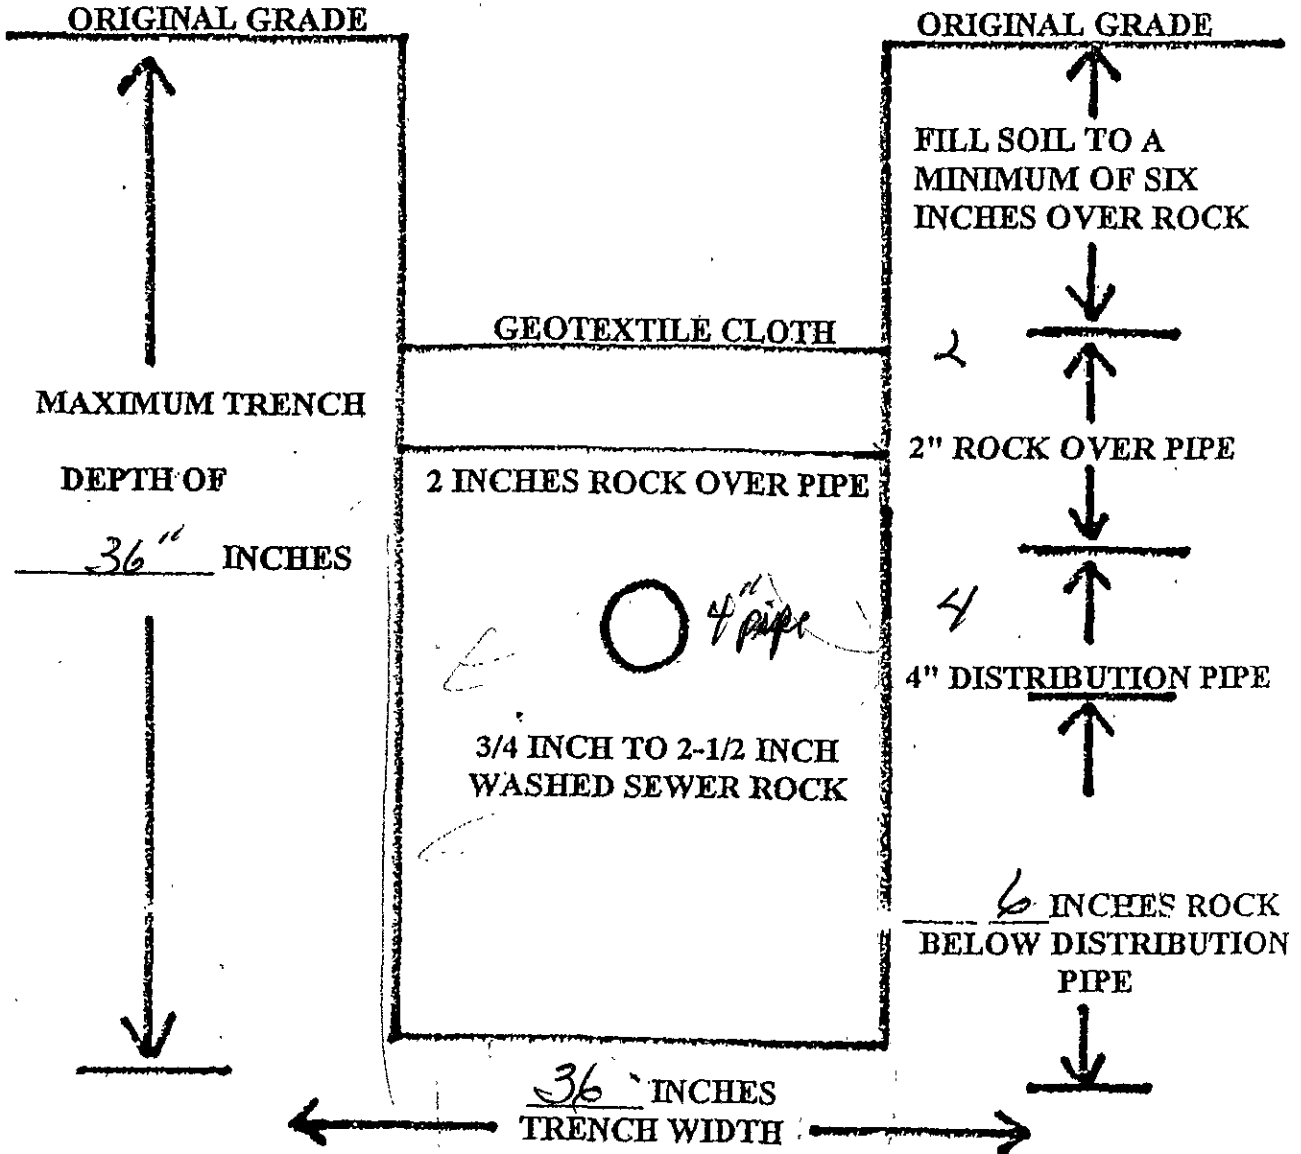 ORIGINAL GRADE
ORIGINAL GRADE
FILL SOIL TO A
MINIMUM OF SIX
INCHES OVER ROCK
GEOTEXTILE CLOTH
2
MAXIMUM TRENCH
DEPTH OF
36" INCHES
2 INCHES ROCK OVER PIPE
2" ROCK OVER PIPE
4" pipe
4
4" DISTRIBUTION PIPE
3/4 INCH TO 2-1/2 INCH
WASHED SEWER ROCK
6 INCHES ROCK
BELOW DISTRIBUTION
PIPE
36 INCHES
TRENCH WIDTH